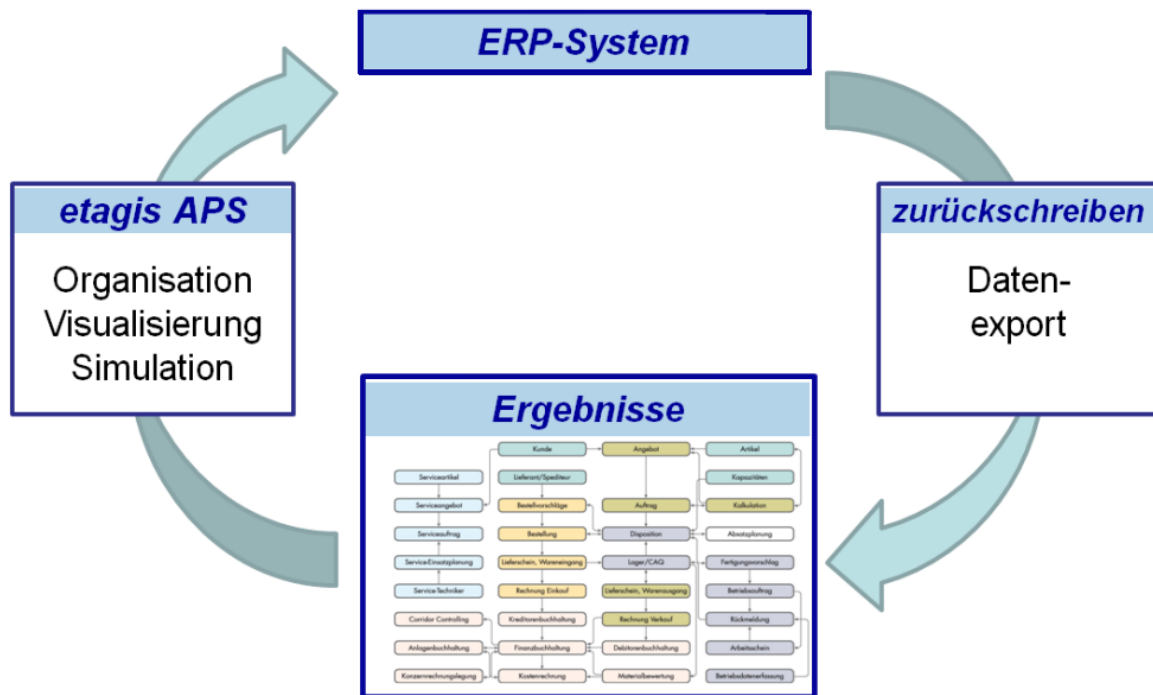 ERP-System
etagis APS
Organisation
Visualisierung
Simulation
zurückschreiben
Daten-
export
Ergebnisse
Kunde
Angebot
Artikel
Serviceartikel
Lieferant/Spediteur
Kapazitäten
Serviceangebot
Bestellvorschläge
Auftrag
Kalkulation
Serviceauftrag
Bestellung
Disposition
Absatzplanung
Service-Einsatzplanung
Lieferschein, Wareneingang
Lager/CAQ
Fertigungsvorschlag
Service-Techniker
Rechnung Einkauf
Lieferschein, Warenausgang
Betriebsauftrag
Corridor Controlling
Kreditorenbuchhaltung
Rechnung Verkauf
Rückmeldung
Anlagenbuchhaltung
Finanzbuchhaltung
Debitorenbuchhaltung
Arbeitsschein
Konzernrechnungslegung
Kostenrechnung
Materialbewertung
Betriebsdatenerfassung